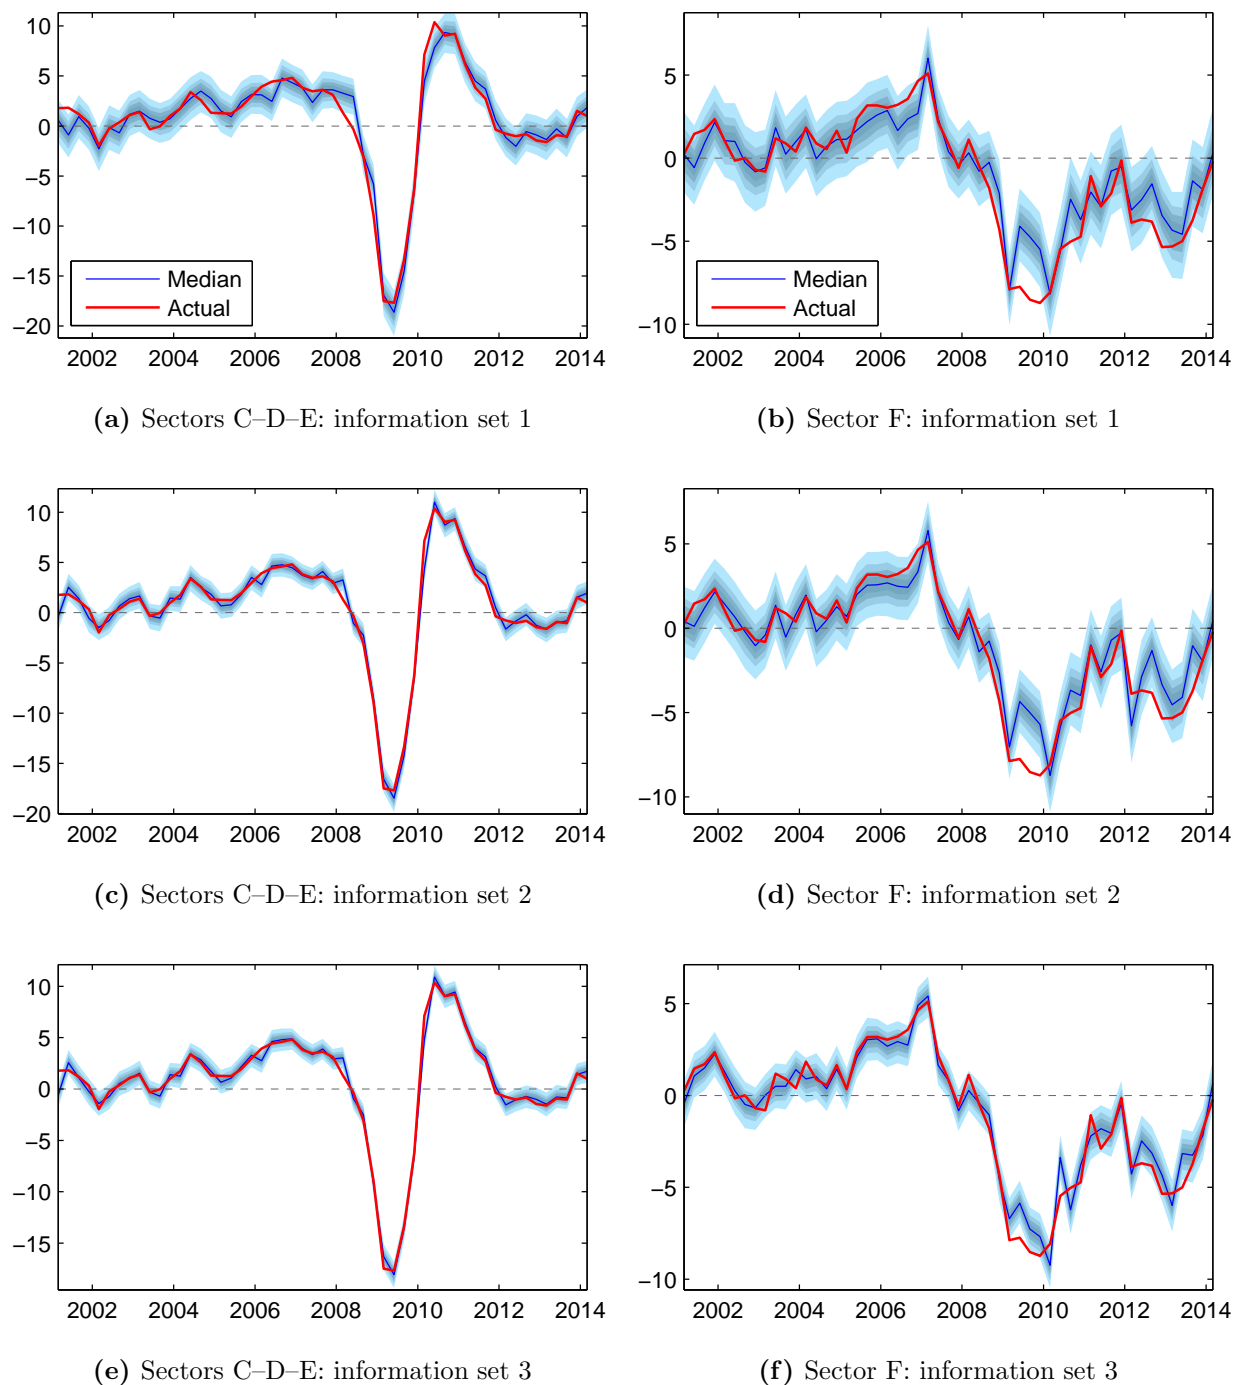 10
5
0
−5
−10
−15
−20
Median
Actual
2002 2004 2006 2008 2010 2012 2014
(a) Sectors C–D–E: information set 1
5
0
−5
−10
Median
Actual
2002 2004 2006 2008 2010 2012 2014
(b) Sector F: information set 1
10
5
0
−5
−10
−15
−20
2002 2004 2006 2008 2010 2012 2014
(c) Sectors C–D–E: information set 2
5
0
−5
−10
2002 2004 2006 2008 2010 2012 2014
(d) Sector F: information set 2
10
5
0
−5
−10
−15
2002 2004 2006 2008 2010 2012 2014
(e) Sectors C–D–E: information set 3
5
0
−5
−10
2002 2004 2006 2008 2010 2012 2014
(f) Sector F: information set 3